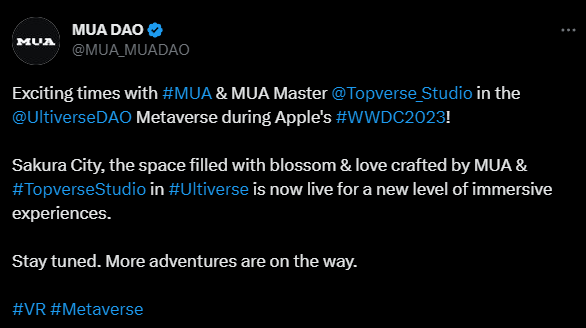 MUA
MUA DAO
@MUA_MUADAO
Exciting times with #MUA & MUA Master @Topverse_Studio in the
@UltiverseDAO Metaverse during Apple's #WWDC2023!
Sakura City, the space filled with blossom & love crafted by MUA &
#TopverseStudio in #Ultiverse is now live for a new level of immersive
experiences.
Stay tuned. More adventures are on the way.
#VR #Metaverse